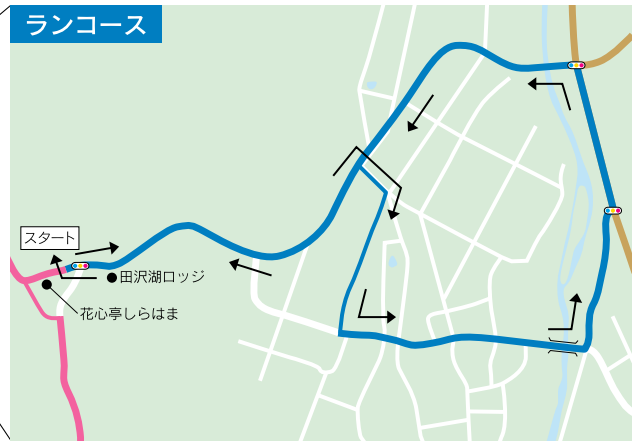 ランコース
スタート
田沢湖ロッジ
花心亭しらはま